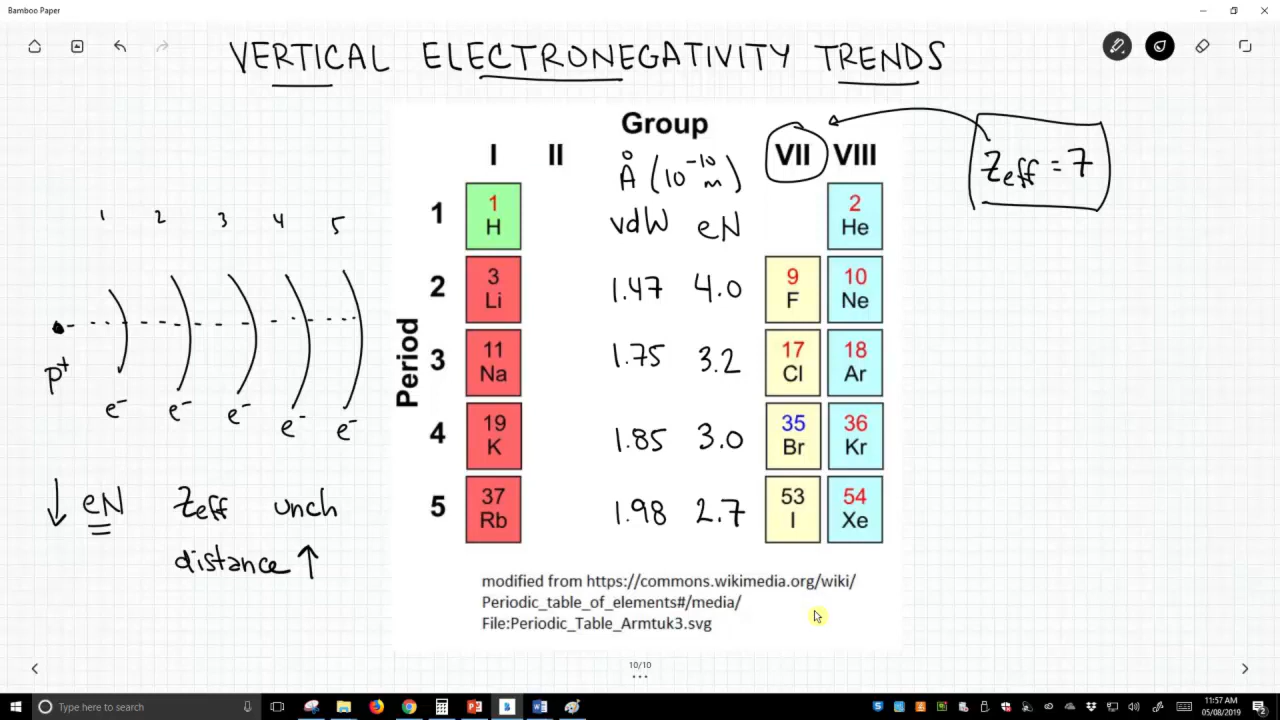 Bamboo Paper
VERTICAL ELECTRONEGATIVITY TRENDS
Group
I II VII VIII
Zeff = 7
Å (10⁻¹⁰ m)
vdW eN
1 2 3 4 5
p⁺
e⁻ e⁻ e⁻ e⁻ e⁻
↓ eN Zeff unch
distance ↑
Period
1 1 H 2 He
2 3 Li 1.47 4.0 9 F 10 Ne
3 11 Na 1.75 3.2 17 Cl 18 Ar
4 19 K 1.85 3.0 35 Br 36 Kr
5 37 Rb 1.98 2.7 53 I 54 Xe
modified from https://commons.wikimedia.org/wiki/
Periodic_table_of_elements#/media/
File:Periodic_Table_Armtuk3.svg
10/10
Type here to search
11:57 AM
05/08/2019